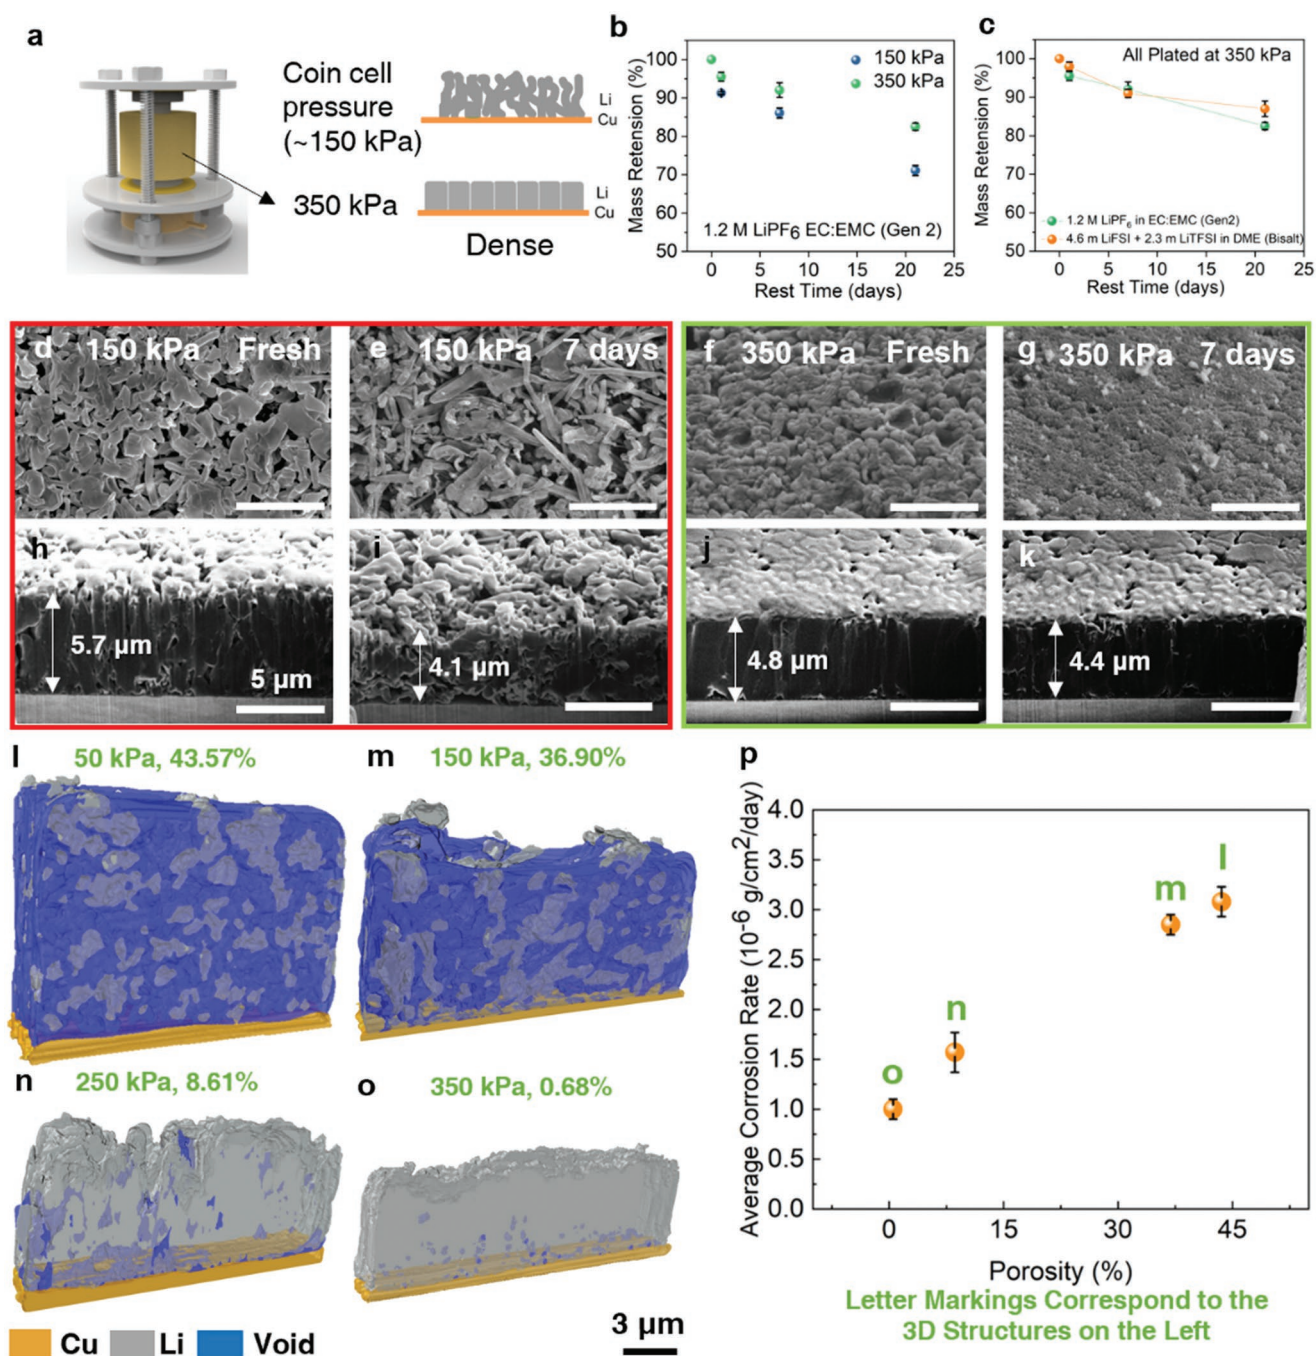 a
Coin cell
pressure
(~150 kPa)
350 kPa
Li
Cu
Li
Cu
Dense
b
Mass Retension (%)
100
90
80
70
60
50
150 kPa
350 kPa
1.2 M LiPF6 EC:EMC (Gen 2)
0 5 10 15 20 25
Rest Time (days)
c
Mass Retension (%)
100
90
80
70
60
50
All Plated at 350 kPa
1.2 M LiPF6 in EC:EMC (Gen2)
4.6 m LiFSI + 2.3 m LiTFSI in DME (Bisalt)
0 5 10 15 20 25
Rest Time (days)
d 150 kPa Fresh
e 150 kPa 7 days
f 350 kPa Fresh
g 350 kPa 7 days
h
5.7 µm
5 µm
i
4.1 µm
j
4.8 µm
k
4.4 µm
l 50 kPa, 43.57%
m 150 kPa, 36.90%
n 250 kPa, 8.61%
o 350 kPa, 0.68%
Cu Li Void
3 µm
p
Average Corrosion Rate (10-6 g/cm2/day)
4.0
3.5
3.0
2.5
2.0
1.5
1.0
0.5
0.0
l
m
n
o
0 15 30 45
Porosity (%)
Letter Markings Correspond to the
3D Structures on the Left